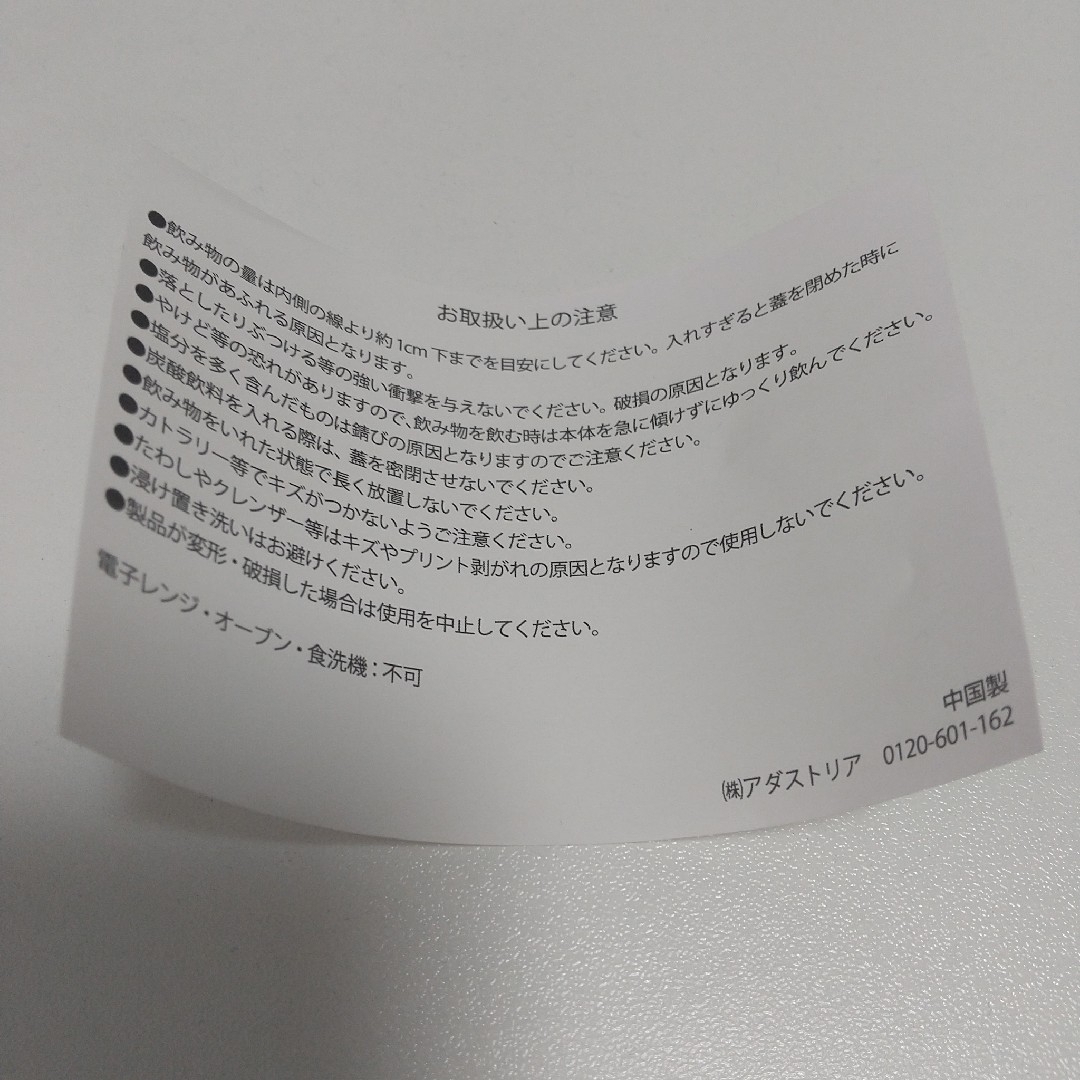 お取扱い上の注意
●飲み物の量は内側の線より約1cm下までを目安にしてください。入れすぎると蓋を閉めた時に
飲み物があふれる原因となります。
●落としたりぶつける等の強い衝撃を与えないでください。破損の原因となります。
●やけど等の恐れがありますので、飲み物を飲む時は本体を急に傾けずにゆっくり飲んでください。
●塩分を多く含んだものは錆びの原因となりますのでご注意ください。
●炭酸飲料を入れる際は、蓋を密閉させないでください。
●飲み物をいれた状態で長く放置しないでください。
●カトラリー等でキズがつかないようご注意ください。
●たわしやクレンザー等はキズやプリント剥がれの原因となりますので使用しないでください。
●浸け置き洗いはお避けください。
●製品が変形・破損した場合は使用を中止してください。
電子レンジ・オーブン・食洗機:不可
中国製
㈱アダストリア 0120-601-162